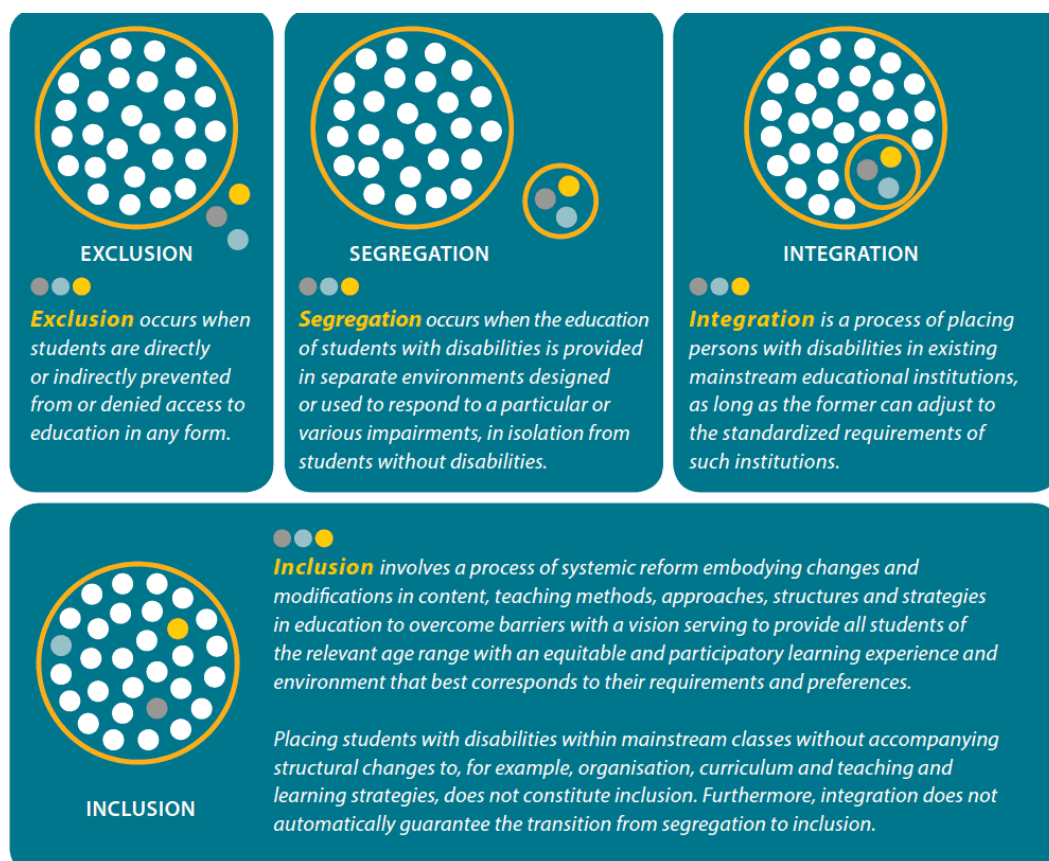 EXCLUSION
Exclusion occurs when
students are directly
or indirectly prevented
from or denied access to
education in any form.
SEGREGATION
Segregation occurs when the education
of students with disabilities is provided
in separate environments designed
or used to respond to a particular or
various impairments, in isolation from
students without disabilities.
INTEGRATION
Integration is a process of placing
persons with disabilities in existing
mainstream educational institutions,
as long as the former can adjust to
the standardized requirements of
such institutions.
INCLUSION
Inclusion involves a process of systemic reform embodying changes and
modifications in content, teaching methods, approaches, structures and strategies
in education to overcome barriers with a vision serving to provide all students of
the relevant age range with an equitable and participatory learning experience and
environment that best corresponds to their requirements and preferences.
Placing students with disabilities within mainstream classes without accompanying
structural changes to, for example, organisation, curriculum and teaching and
learning strategies, does not constitute inclusion. Furthermore, integration does not
automatically guarantee the transition from segregation to inclusion.